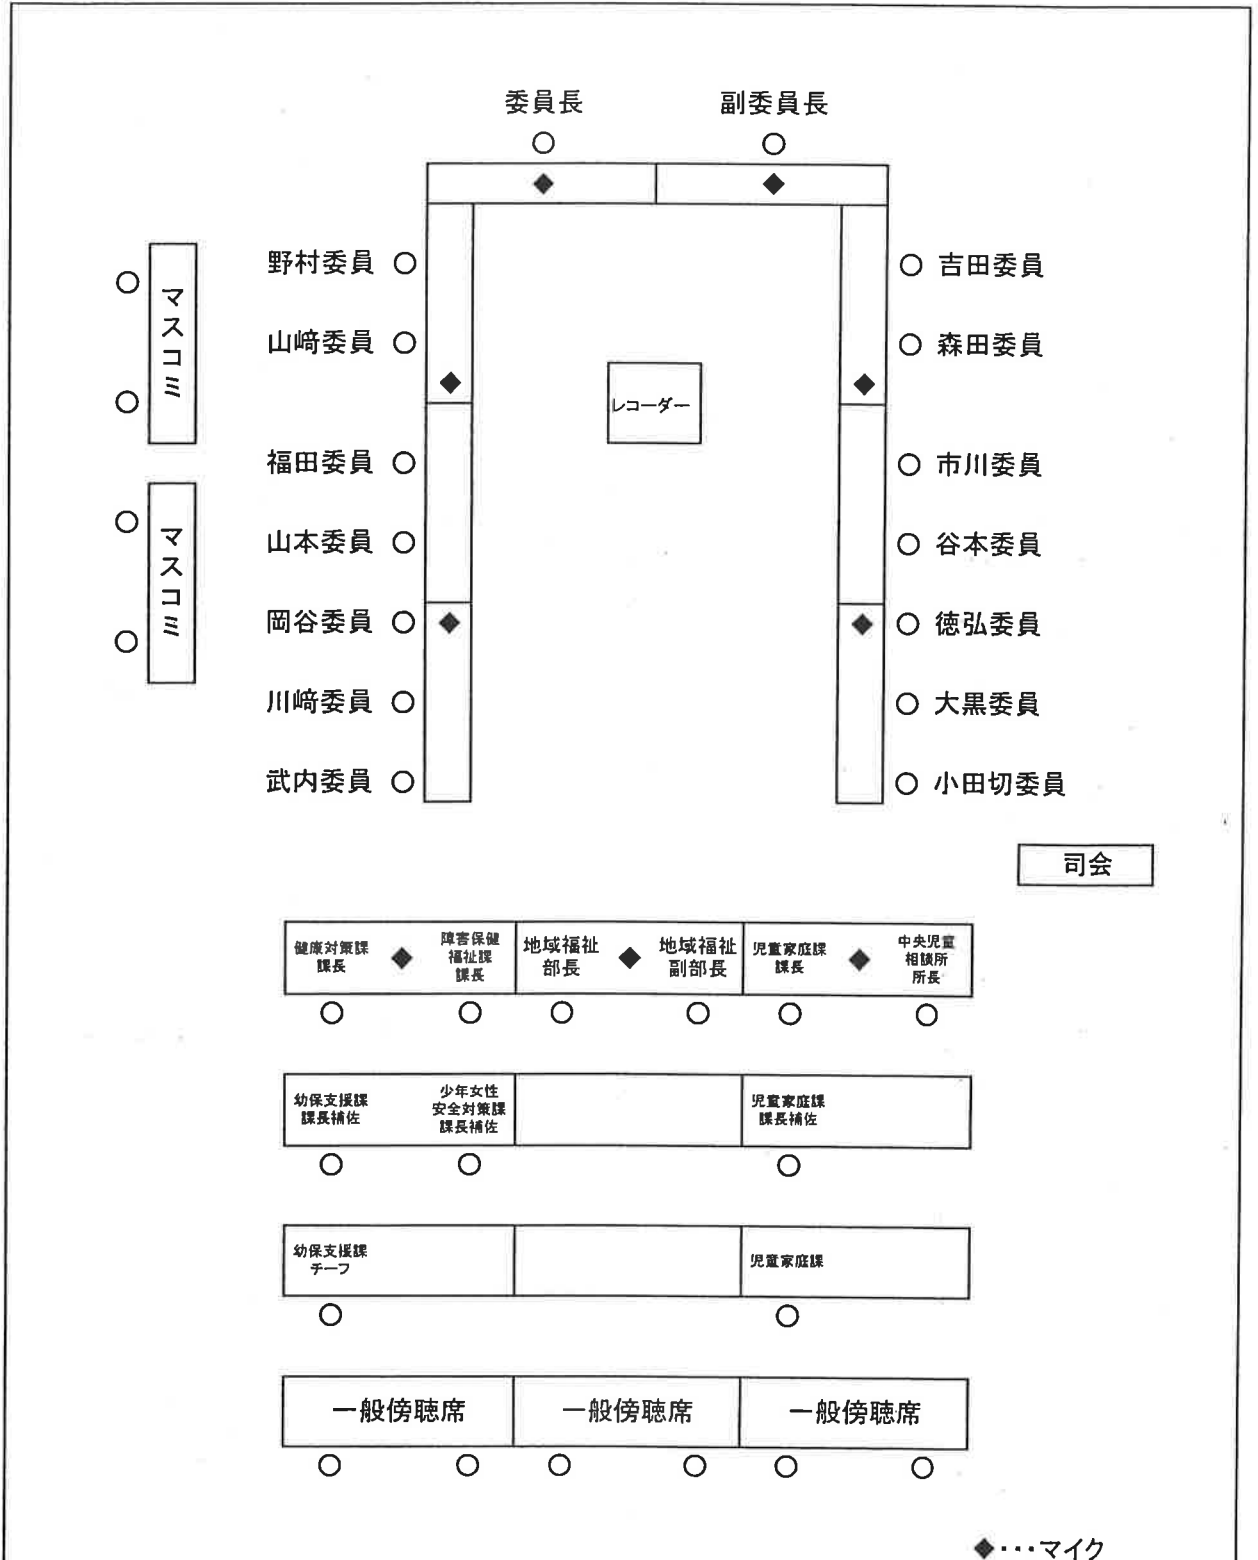 委員長
副委員長
野村委員
吉田委員
山﨑委員
森田委員
マスコミ
レコーダー
福田委員
市川委員
山本委員
谷本委員
マスコミ
岡谷委員
徳弘委員
川﨑委員
大黒委員
武内委員
小田切委員
司会
健康対策課
課長
障害保健
福祉課
課長
地域福祉
部長
地域福祉
副部長
児童家庭課
課長
中央児童
相談所
所長
幼保支援課
課長補佐
少年女性
安全対策課
課長補佐
児童家庭課
課長補佐
幼保支援課
チーフ
児童家庭課
一般傍聴席
一般傍聴席
一般傍聴席
◆・・・マイク